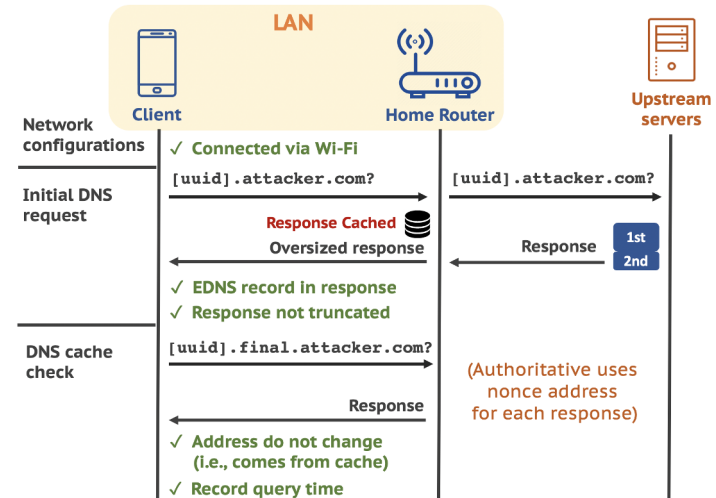 LAN
Client
Home Router
Upstream
servers
Network
configurations
✓ Connected via Wi-Fi
Initial DNS
request
[uuid].attacker.com?
[uuid].attacker.com?
Response Cached
Oversized response
Response
1st
2nd
✓ EDNS record in response
✓ Response not truncated
DNS cache
check
[uuid].final.attacker.com?
(Authoritative uses
nonce address
for each response)
Response
✓ Address do not change
(i.e., comes from cache)
✓ Record query time